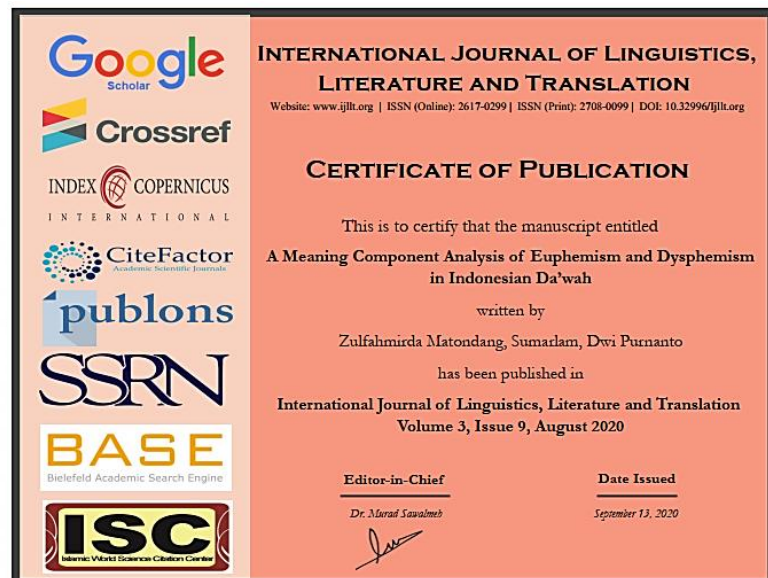 Google
Scholar
Crossref
INDEX COPERNICUS
INTERNATIONAL
CiteFactor
Academic Scientific Journals
publons
SSRN
BASE
Bielefeld Academic Search Engine
ISC
Islamic World Science Citation Center
INTERNATIONAL JOURNAL OF LINGUISTICS,
LITERATURE AND TRANSLATION
Website: www.ijllt.org | ISSN (Online): 2617-0299 | ISSN (Print): 2708-0099 | DOI: 10.32996/ijllt.org
CERTIFICATE OF PUBLICATION
This is to certify that the manuscript entitled
A Meaning Component Analysis of Euphemism and Dysphemism
in Indonesian Da'wah
written by
Zulfahmirda Matondang, Sumarlam, Dwi Purnanto
has been published in
International Journal of Linguistics, Literature and Translation
Volume 3, Issue 9, August 2020
Editor-in-Chief
Dr. Murad Sawalmeh
Date Issued
September 13, 2020